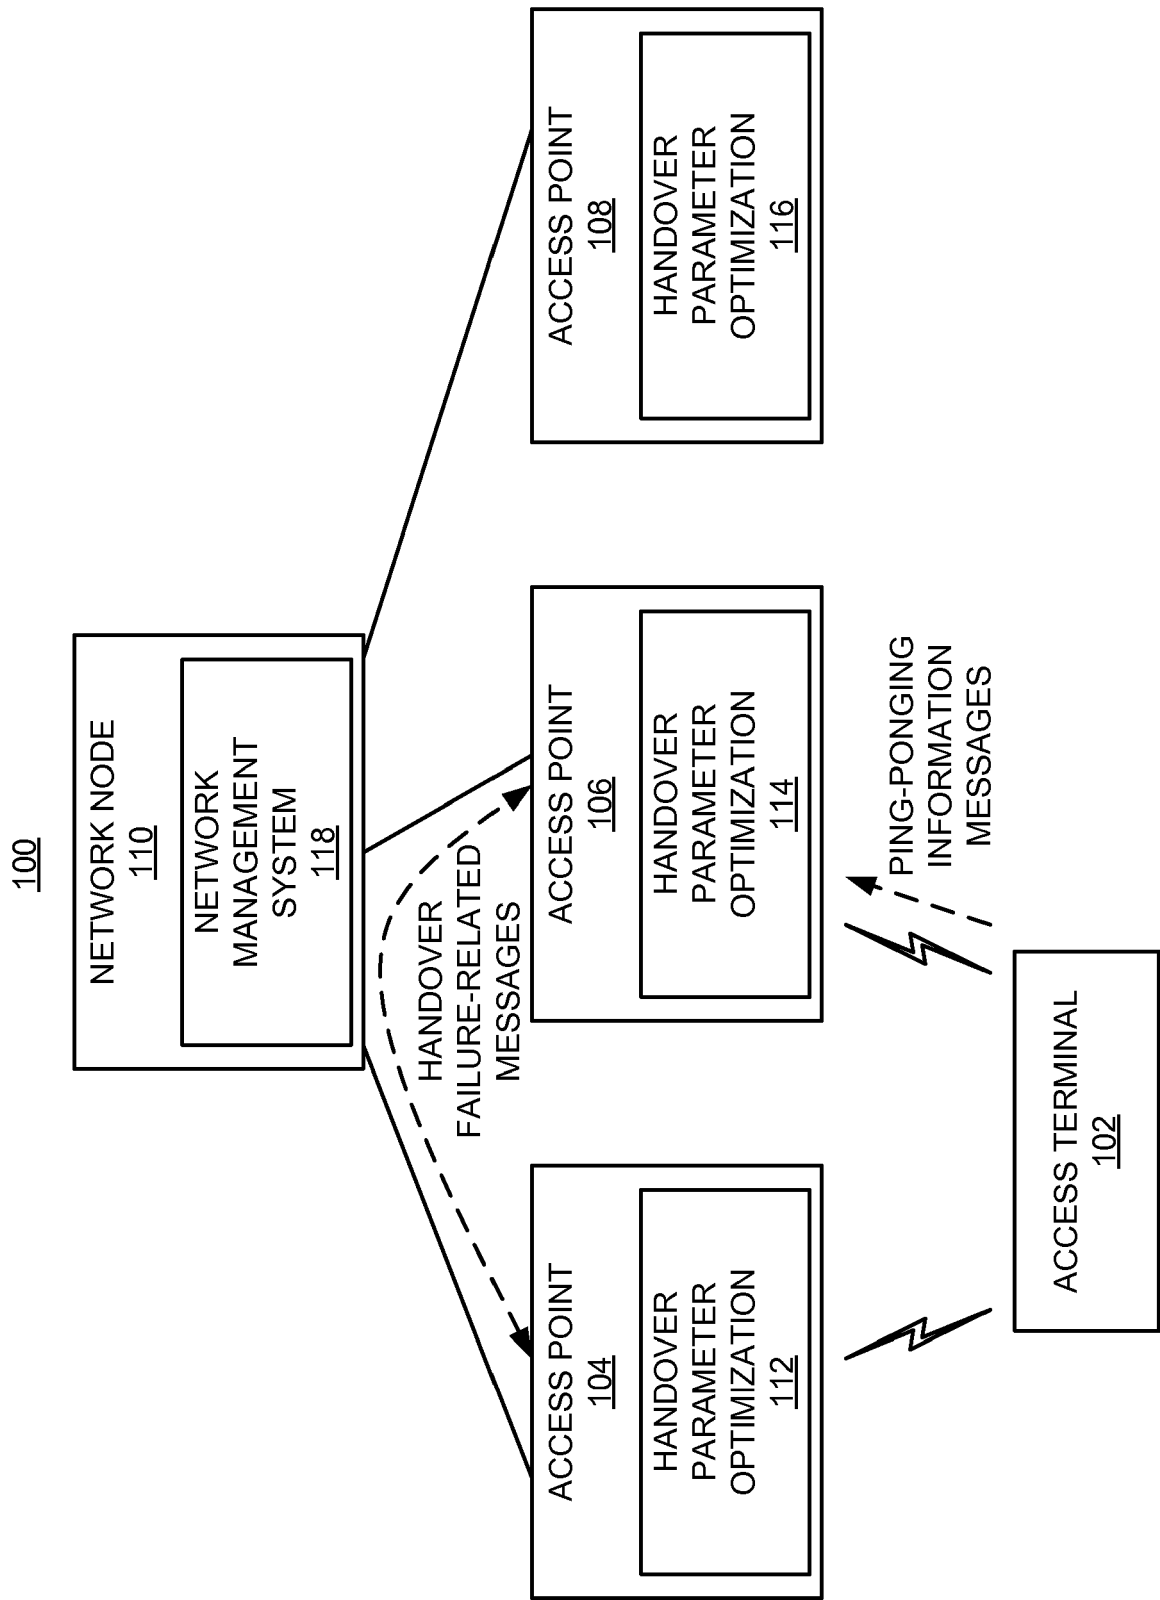 100
NETWORK NODE
110
NETWORK
MANAGEMENT
SYSTEM
118
HANDOVER
FAILURE-RELATED
MESSAGES
ACCESS POINT
104
HANDOVER
PARAMETER
OPTIMIZATION
112
ACCESS POINT
106
HANDOVER
PARAMETER
OPTIMIZATION
114
ACCESS POINT
108
HANDOVER
PARAMETER
OPTIMIZATION
116
PING-PONGING
INFORMATION
MESSAGES
ACCESS TERMINAL
102